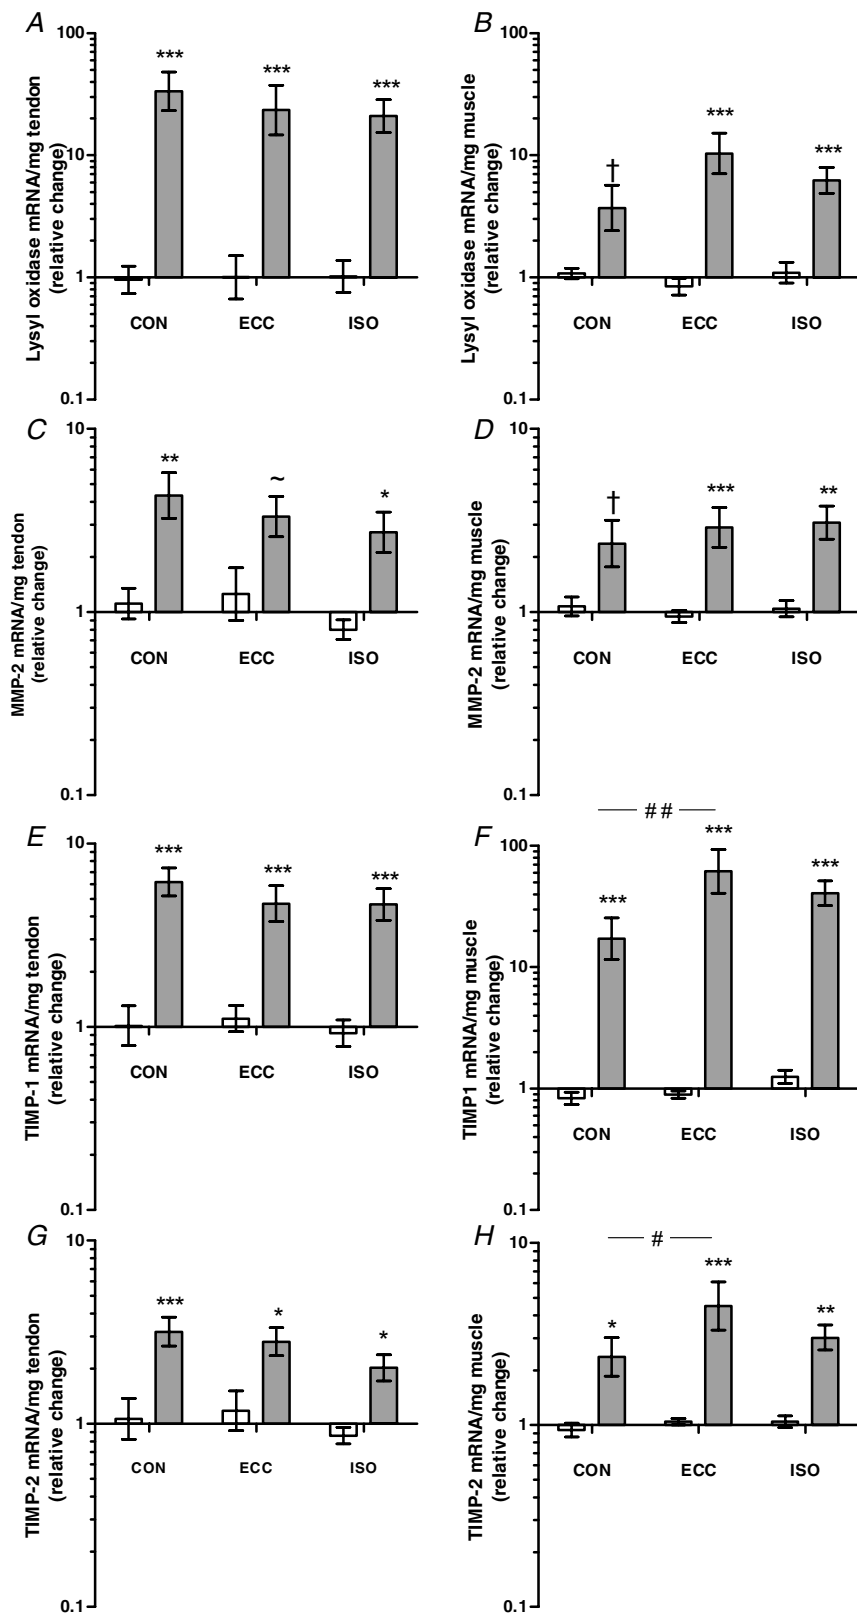 A
Lysyl oxidase mRNA/mg tendon
(relative change)
100
10
1
0.1
***
***
***
CON
ECC
ISO
B
Lysyl oxidase mRNA/mg muscle
(relative change)
100
10
1
0.1
†
***
***
CON
ECC
ISO
C
MMP-2 mRNA/mg tendon
(relative change)
10
1
0.1
**
~
*
CON
ECC
ISO
D
MMP-2 mRNA/mg muscle
(relative change)
10
1
0.1
†
***
**
CON
ECC
ISO
E
TIMP-1 mRNA/mg tendon
(relative change)
10
1
0.1
***
***
***
CON
ECC
ISO
F
TIMP1 mRNA/mg muscle
(relative change)
100
10
1
0.1
##
***
***
***
CON
ECC
ISO
G
TIMP-2 mRNA/mg tendon
(relative change)
10
1
0.1
***
*
*
CON
ECC
ISO
H
TIMP-2 mRNA/mg muscle
(relative change)
10
1
0.1
#
*
***
**
CON
ECC
ISO